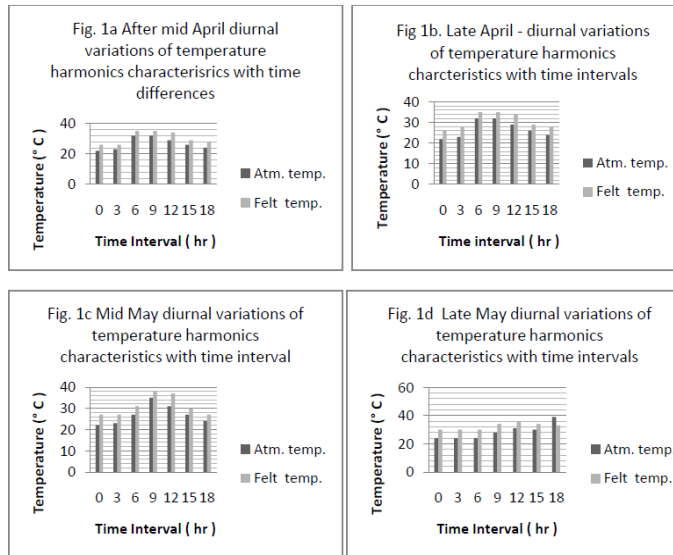 Fig. 1a After mid April diurnal
variations of temperature
harmonics characterisrics with time
differences
40
20
0
Temperature (° C )
0 3 6 9 12 15 18
Time Interval ( hr )
Atm. temp.
Felt temp.
Fig 1b. Late April - diurnal variations
of temperature harmonics
charcteristics with time intervals
40
30
20
10
0
Temperature (° C )
0 3 6 9 12 15 18
Time interval ( hr )
Atm. temp.
Felt temp.
Fig. 1c Mid May diurnal variations of
temperature harmonics
characteristics with time interval
40
30
20
10
0
Temperature (° C )
0 3 6 9 12 15 18
Time Interval ( hr )
Atm. temp.
Felt temp.
Fig. 1d Late May diurnal variations of
temperature harmonics
characteristics with time intervals
60
40
20
0
Temperature (° C )
0 3 6 9 12 15 18
Time Interval ( hr )
Atm. temp.
Felt temp.